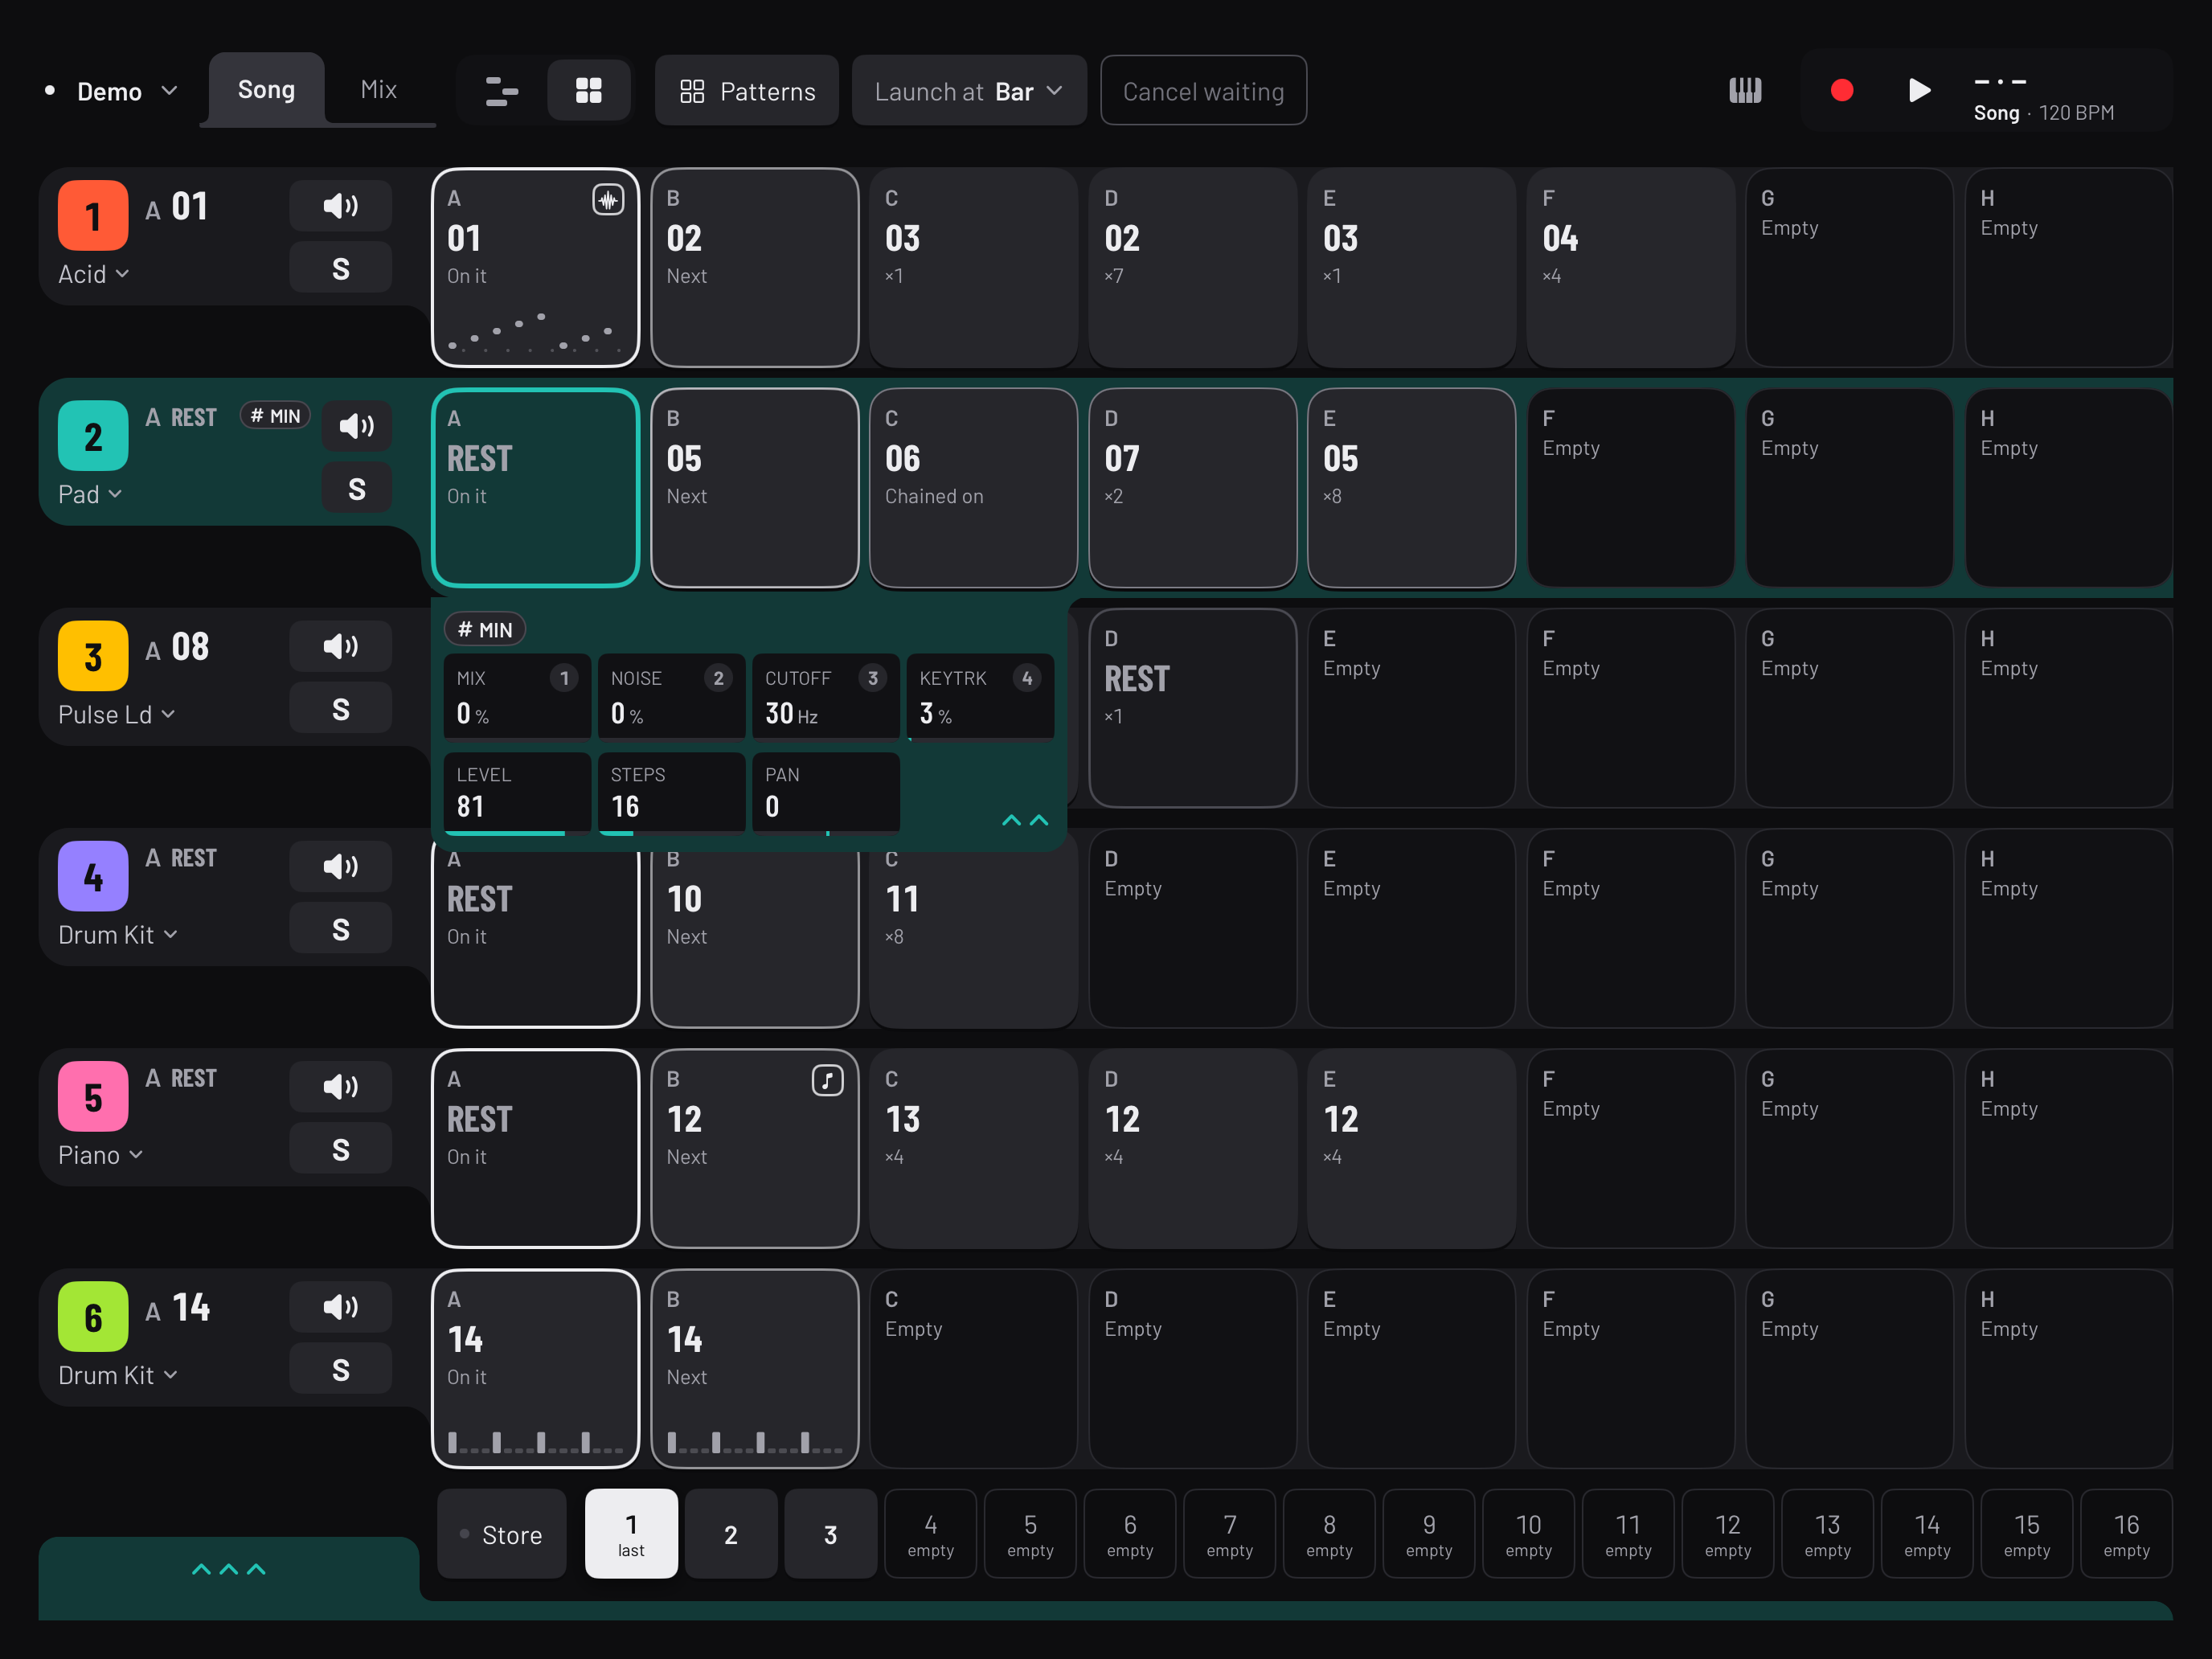 Demo
Song
Mix
Patterns
Launch at Bar
Cancel waiting
Song · 120 BPM
1
A 01
S
Acid
A
01
On it
B
02
Next
C
03
×1
D
02
×7
E
03
×1
F
04
×4
G
Empty
H
Empty
2
A REST
# MIN
S
Pad
A
REST
On it
B
05
Next
C
06
Chained on
D
07
×2
E
05
×8
F
Empty
G
Empty
H
Empty
3
A 08
S
Pulse Ld
# MIN
MIX 1
0 %
NOISE 2
0 %
CUTOFF 3
30 Hz
KEYTRK 4
3 %
LEVEL
81
STEPS
16
PAN
0
D
REST
×1
E
Empty
F
Empty
G
Empty
H
Empty
4
A REST
S
Drum Kit
A
REST
On it
B
10
Next
C
11
×8
D
Empty
E
Empty
F
Empty
G
Empty
H
Empty
5
A REST
S
Piano
A
REST
On it
B
12
Next
C
13
×4
D
12
×4
E
12
×4
F
Empty
G
Empty
H
Empty
6
A 14
S
Drum Kit
A
14
On it
B
14
Next
C
Empty
D
Empty
E
Empty
F
Empty
G
Empty
H
Empty
Store
1
last
2
3
4
empty
5
empty
6
empty
7
empty
8
empty
9
empty
10
empty
11
empty
12
empty
13
empty
14
empty
15
empty
16
empty